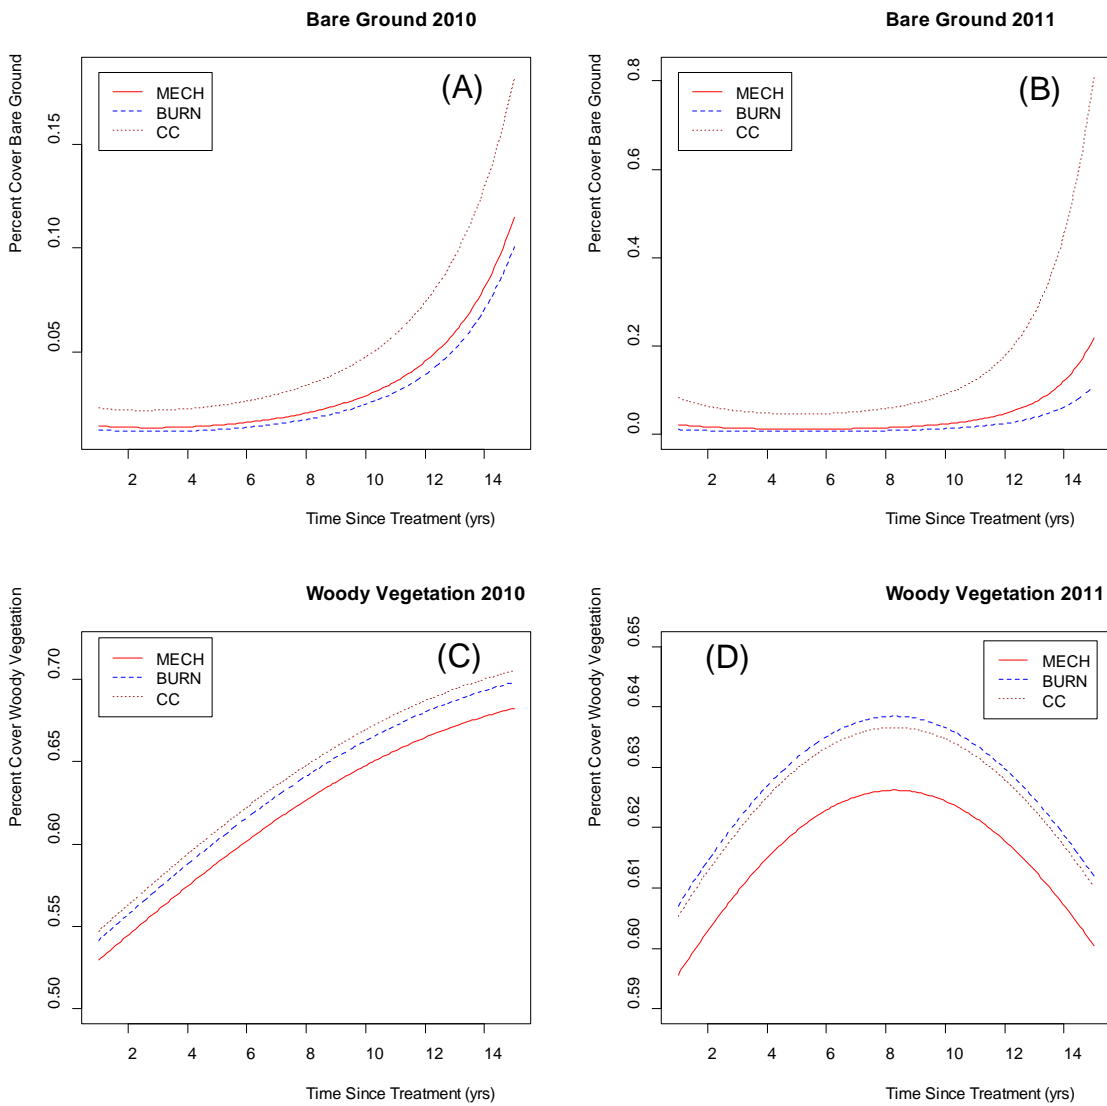 Bare Ground 2010
Percent Cover Bare Ground
(A)
MECH
BURN
CC
0.15
0.10
0.05
2 4 6 8 10 12 14
Time Since Treatment (yrs)
Bare Ground 2011
Percent Cover Bare Ground
(B)
MECH
BURN
CC
0.8
0.6
0.4
0.2
0.0
2 4 6 8 10 12 14
Time Since Treatment (yrs)
Woody Vegetation 2010
Percent Cover Woody Vegetation
(C)
MECH
BURN
CC
0.70
0.65
0.60
0.55
0.50
2 4 6 8 10 12 14
Time Since Treatment (yrs)
Woody Vegetation 2011
Percent Cover Woody Vegetation
(D)
MECH
BURN
CC
0.65
0.64
0.63
0.62
0.61
0.60
0.59
2 4 6 8 10 12 14
Time Since Treatment (yrs)